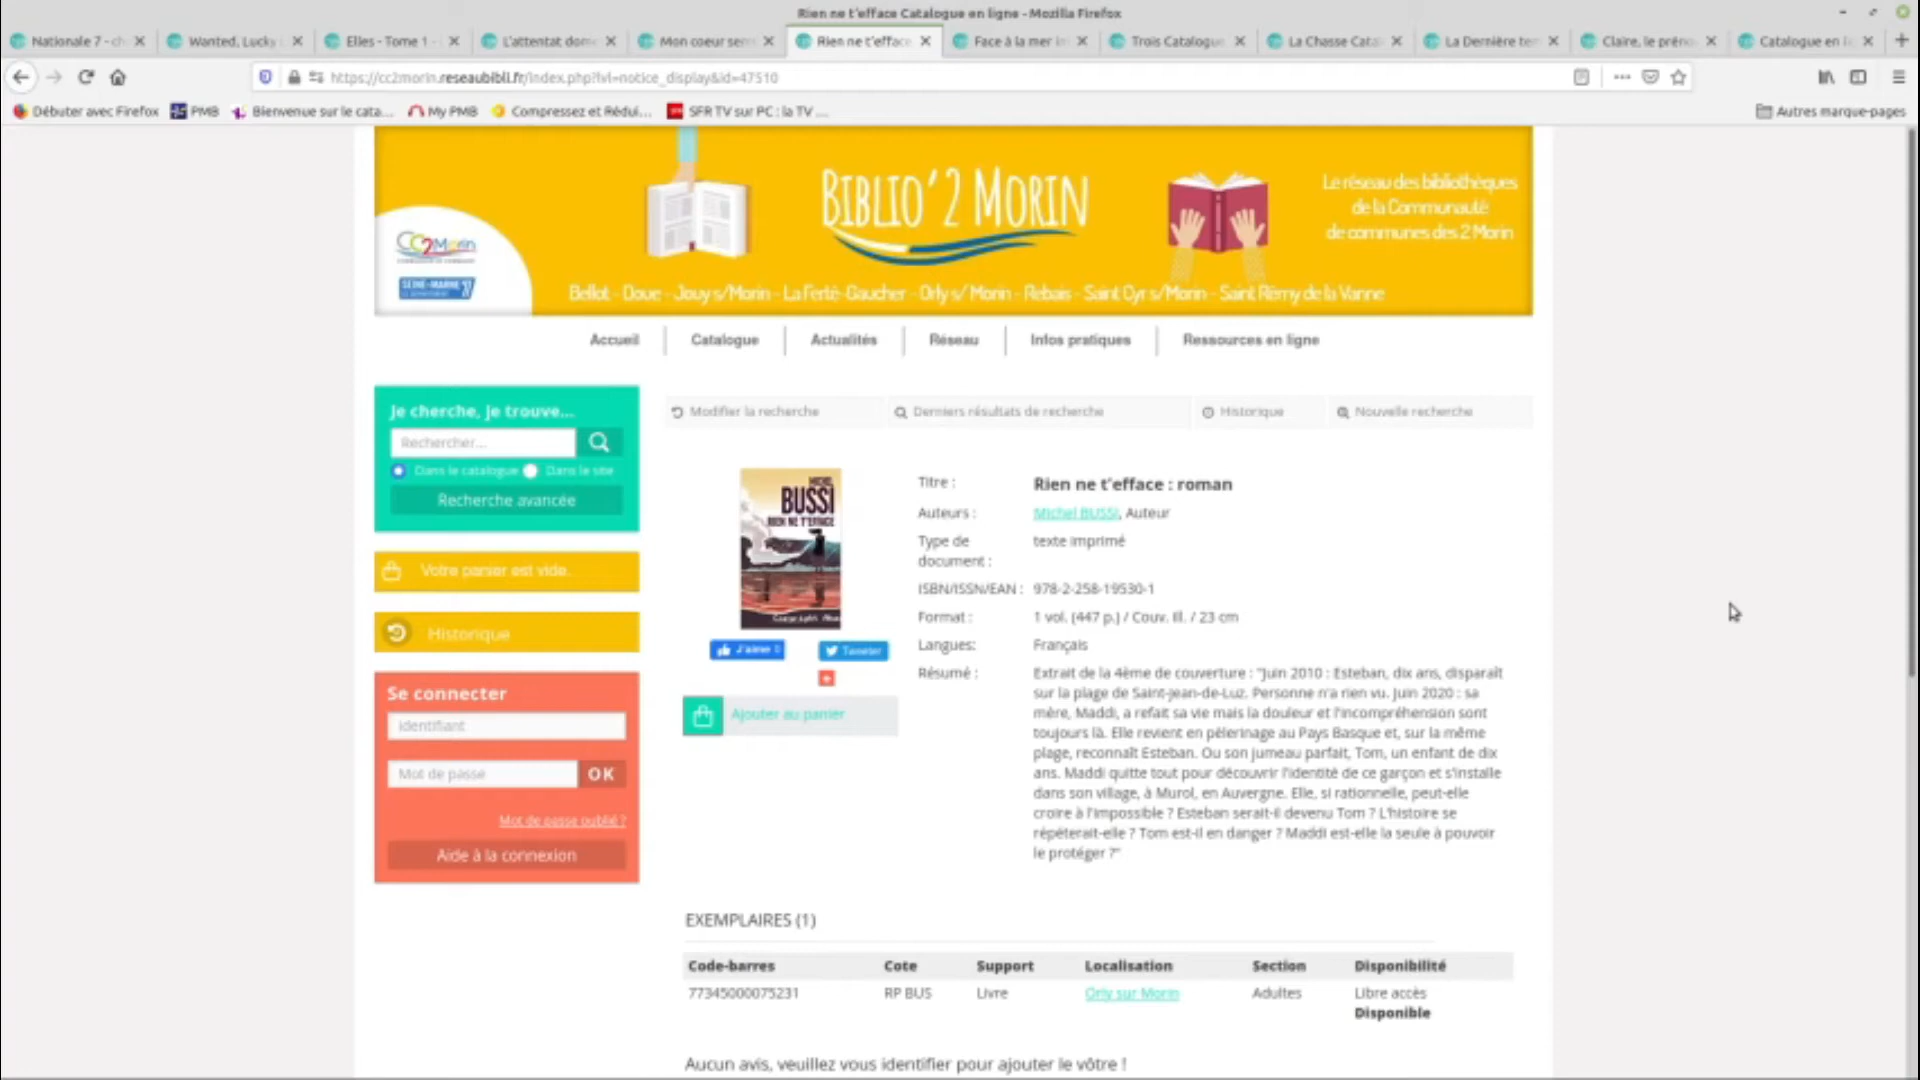 Rien ne t'efface Catalogue en ligne - Mozilla Firefox
Nationale 7 - ch
Wanted, Lucky
Elles - Tome 1 -
L'attentat dom
Mon coeur ser
Rien ne t'efface
Face à la mer
Trois Catalogue
La Chasse Cata
La Dernière te
Claire, le préno
Catalogue en l
https://cc2morin.reseaubibli.fr/index.php?lvl=notice_display&id=47510
Débuter avec Firefox
PMB
Bienvenue sur le cata...
My PMB
Compressez et Rédui...
SFR TV sur PC : la TV ...
Autres marque-pages
BIBLIO'2 MORIN
Le réseau des bibliothèques
de la Communauté
de communes des 2 Morin
CC2Morin
SEINE-MARNE 77
Bellot - Doue - Jouy s/Morin - La Ferté-Gaucher - Orly s/ Morin - Rebais - Saint Cyr s/Morin - Saint Rémy de la Vanne
Accueil
Catalogue
Actualités
Réseau
Infos pratiques
Ressources en ligne
Je cherche, je trouve...
Rechercher...
Dans le catalogue
Dans le site
Recherche avancée
Votre panier est vide.
Historique
Se connecter
identifiant
Mot de passe
OK
Mot de passe oublié ?
Aide à la connexion
Modifier la recherche
Derniers résultats de recherche
Historique
Nouvelle recherche
MICHEL
BUSSI
RIEN NE T'EFFACE
J'aime 0
Tweeter
Ajouter au panier
Titre : Rien ne t'efface : roman
Auteurs : Michel BUSSI, Auteur
Type de document : texte imprimé
ISBN/ISSN/EAN : 978-2-258-19530-1
Format : 1 vol. (447 p.) / Couv. ill. / 23 cm
Langues: Français
Résumé : Extrait de la 4ème de couverture : "Juin 2010 : Esteban, dix ans, disparaît
sur la plage de Saint-Jean-de-Luz. Personne n'a rien vu. Juin 2020 : sa
mère, Maddi, a refait sa vie mais la douleur et l'incompréhension sont
toujours là. Elle revient en pèlerinage au Pays Basque et, sur la même
plage, reconnaît Esteban. Ou son jumeau parfait, Tom, un enfant de dix
ans. Maddi quitte tout pour découvrir l'identité de ce garçon et s'installe
dans son village, à Murol, en Auvergne. Elle, si rationnelle, peut-elle
croire à l'impossible ? Esteban serait-il devenu Tom ? L'histoire se
répéterait-elle ? Tom est-il en danger ? Maddi est-elle la seule à pouvoir
le protéger ?"
EXEMPLAIRES (1)
Code-barres Cote Support Localisation Section Disponibilité
77345000075231 RP BUS Livre Orly sur Morin Adultes Libre accès
Disponible
Aucun avis, veuillez vous identifier pour ajouter le vôtre !